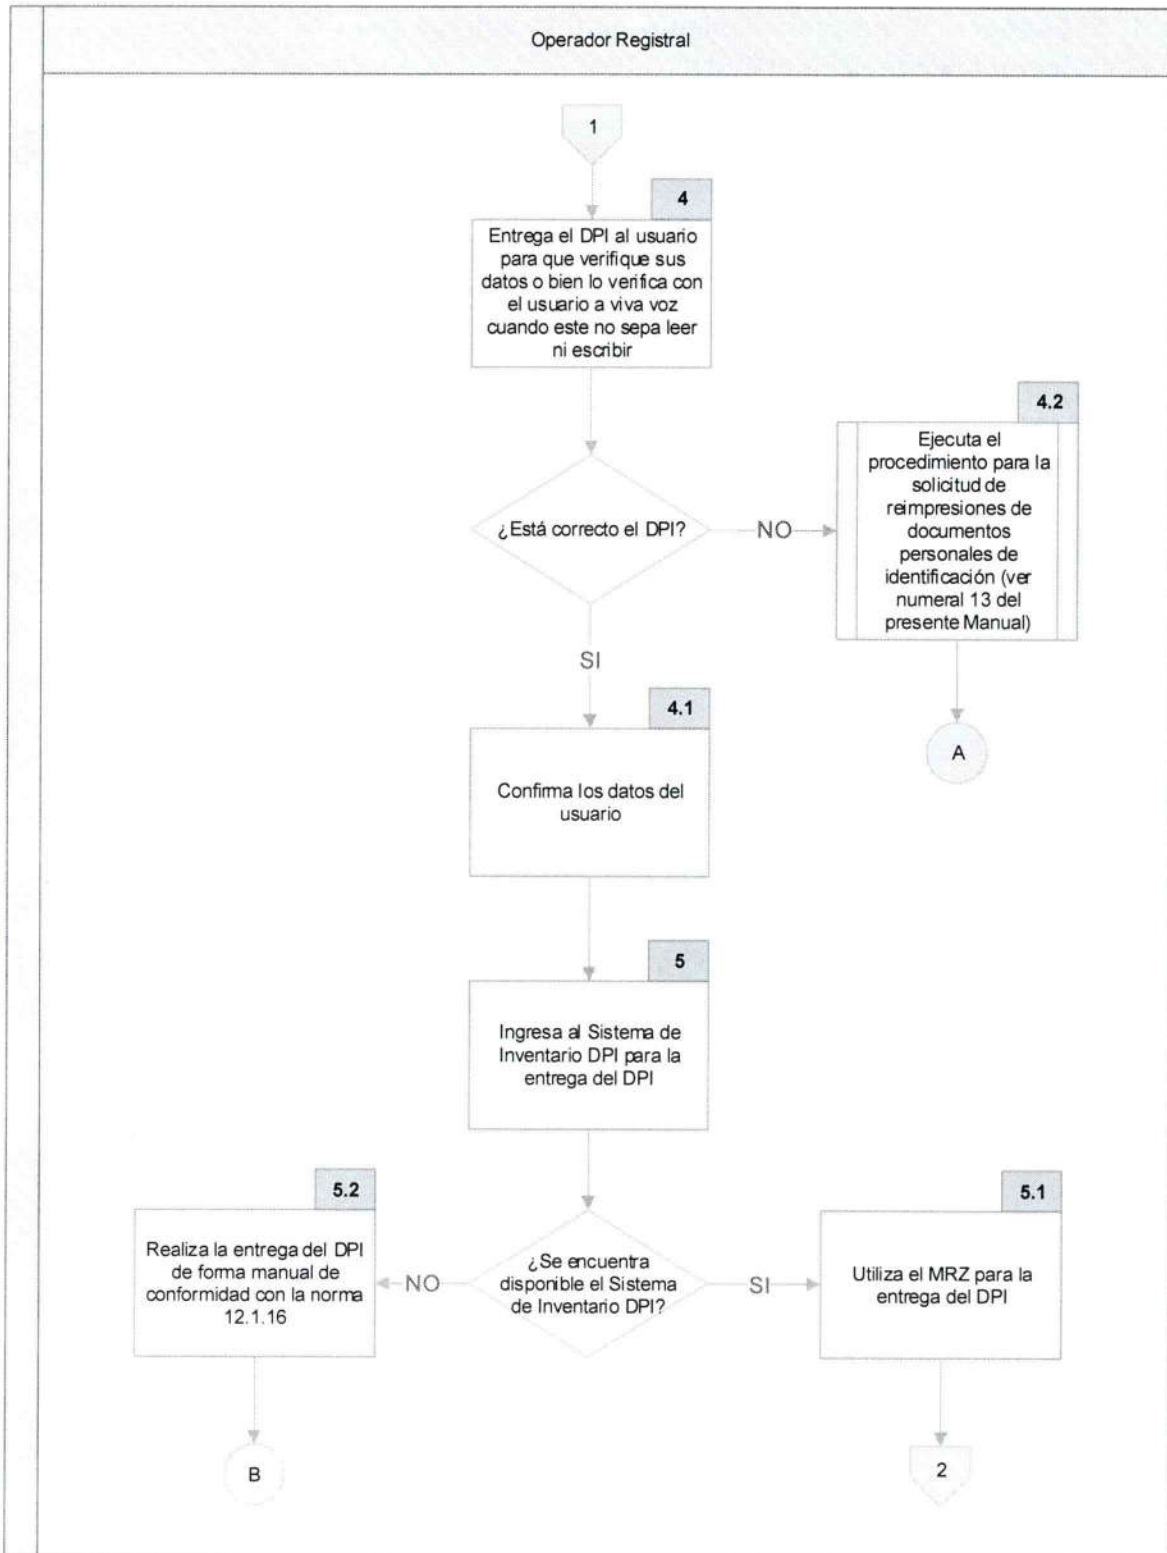 Operador Registral
1
4
Entrega el DPI al usuario
para que verifique sus
datos o bien lo verifica con
el usuario a viva voz
cuando este no sepa leer
ni escribir
4.2
Ejecuta el
procedimiento para la
solicitud de
reimpresiones de
documentos
personales de
identificación (ver
numeral 13 del
presente Manual)
¿Está correcto el DPI?
NO
SI
A
4.1
Confirma los datos del
usuario
5
Ingresa al Sistema de
Inventario DPI para la
entrega del DPI
5.2
Realiza la entrega del DPI
de forma manual de
conformidad con la norma
12.1.16
NO
¿Se encuentra
disponible el Sistema
de Inventario DPI?
SI
5.1
Utiliza el MRZ para la
entrega del DPI
B
2